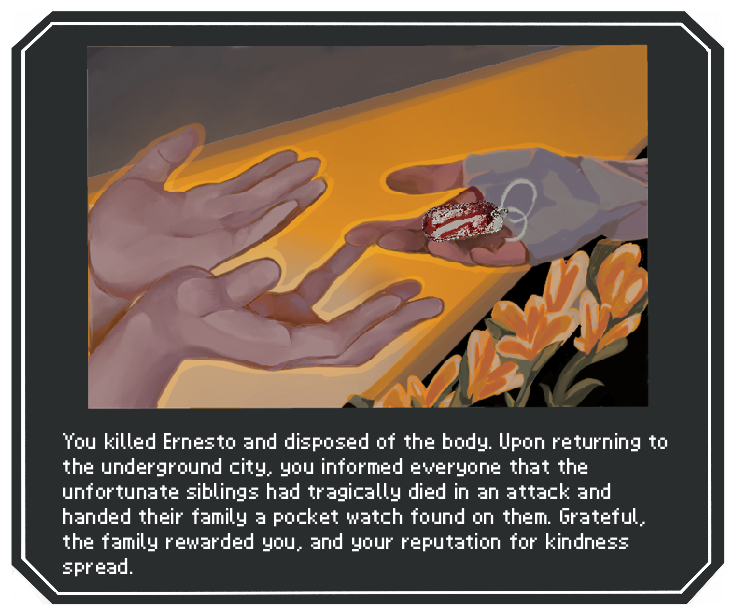 You killed Ernesto and disposed of the body. Upon returning to
the underground city, you informed everyone that the
unfortunate siblings had tragically died in an attack and
handed their family a pocket watch found on them. Grateful,
the family rewarded you, and your reputation for kindness
spread.